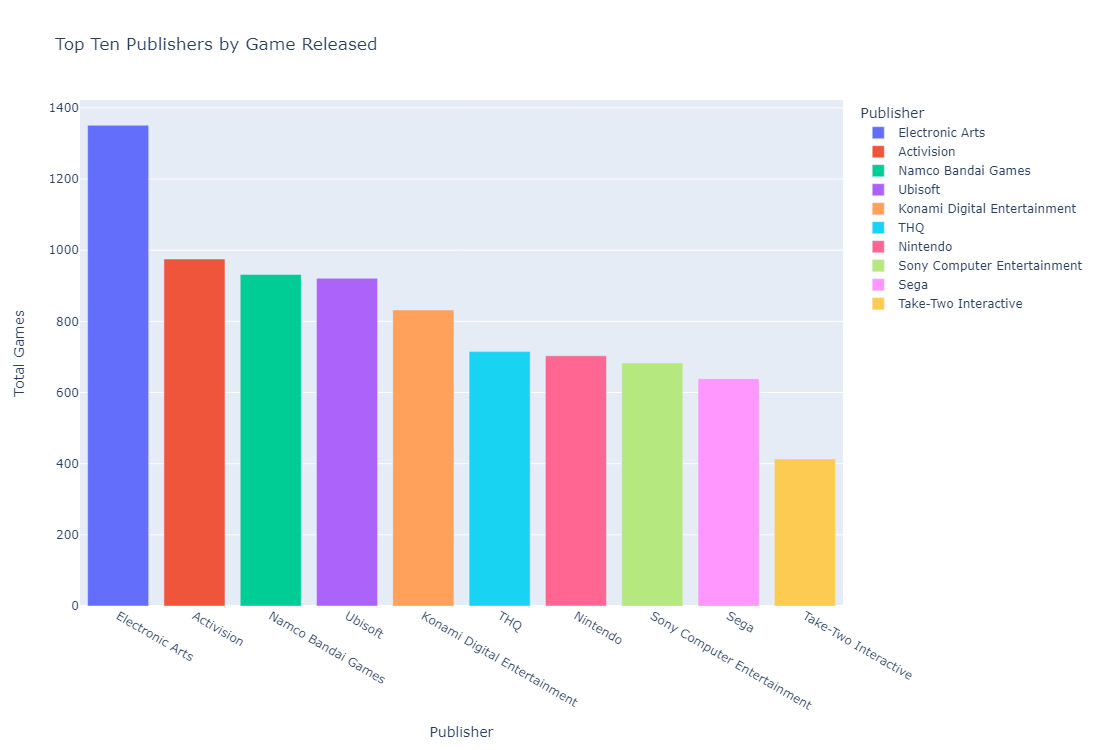 Top Ten Publishers by Game Released
1400
1200
1000
800
600
400
200
0
Total Games
Electronic Arts
Activision
Namco Bandai Games
Ubisoft
Konami Digital Entertainment
THQ
Nintendo
Sony Computer Entertainment
Sega
Take-Two Interactive
Publisher
Publisher
Electronic Arts
Activision
Namco Bandai Games
Ubisoft
Konami Digital Entertainment
THQ
Nintendo
Sony Computer Entertainment
Sega
Take-Two Interactive